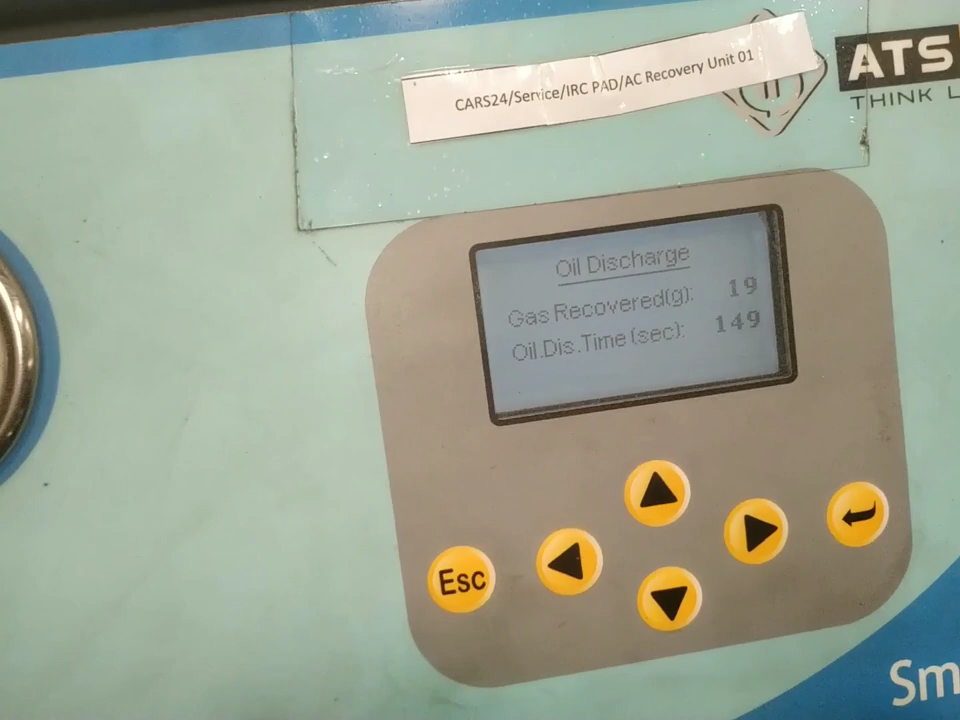 CARS24/Service/IRC PAD/AC Recovery Unit 01
ATS
THINK L
Oil Discharge
Gas Recovered(g): 19
Oil.Dis.Time (sec): 149
Esc
Sm